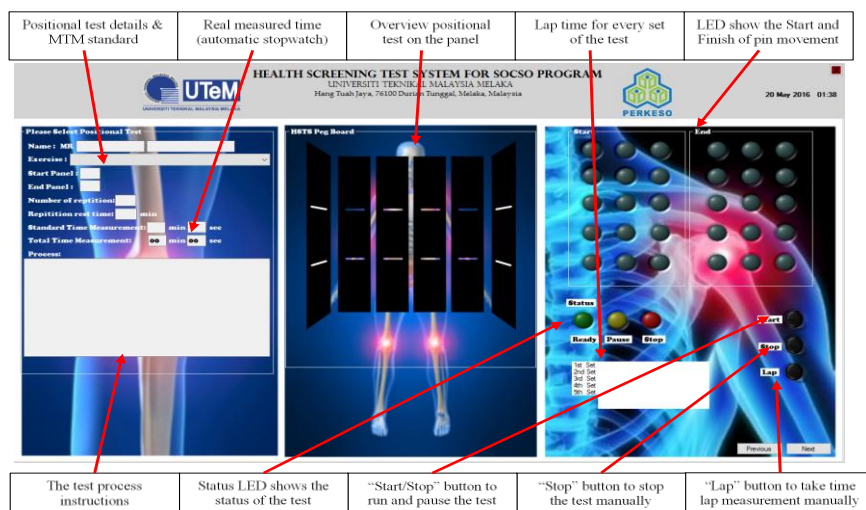 Positional test details &
MTM standard
Real measured time
(automatic stopwatch)
Overview positional
test on the panel
Lap time for every set
of the test
LED show the Start and
Finish of pin movement
UTeM
UNIVERSITI TEKNIKAL MALAYSIA MELAKA
HEALTH SCREENING TEST SYSTEM FOR SOCSO PROGRAM
UNIVERSITI TEKNIKAL MALAYSIA MELAKA
Hang Tuah Jaya, 76100 Durian Tunggal, Melaka, Malaysia
PERKESO
20 May 2016 01:38
Please Select Positional Test
Name : MR
Exercise :
Start Panel :
End Panel :
Number of reptition:
Repitition rest time: min
Standard Time Measurement: min sec
Total Time Measurement: 00 min 00 sec
Process:
HSTS Peg Board
Start
End
Status
Ready Pause Stop
1st Set
2nd Set
3rd Set
4th Set
5th Set
Start
Stop
Lap
Previous Next
The test process
instructions
Status LED shows the
status of the test
“Start/Stop” button to
run and pause the test
“Stop” button to stop
the test manually
“Lap” button to take time
lap measurement manually